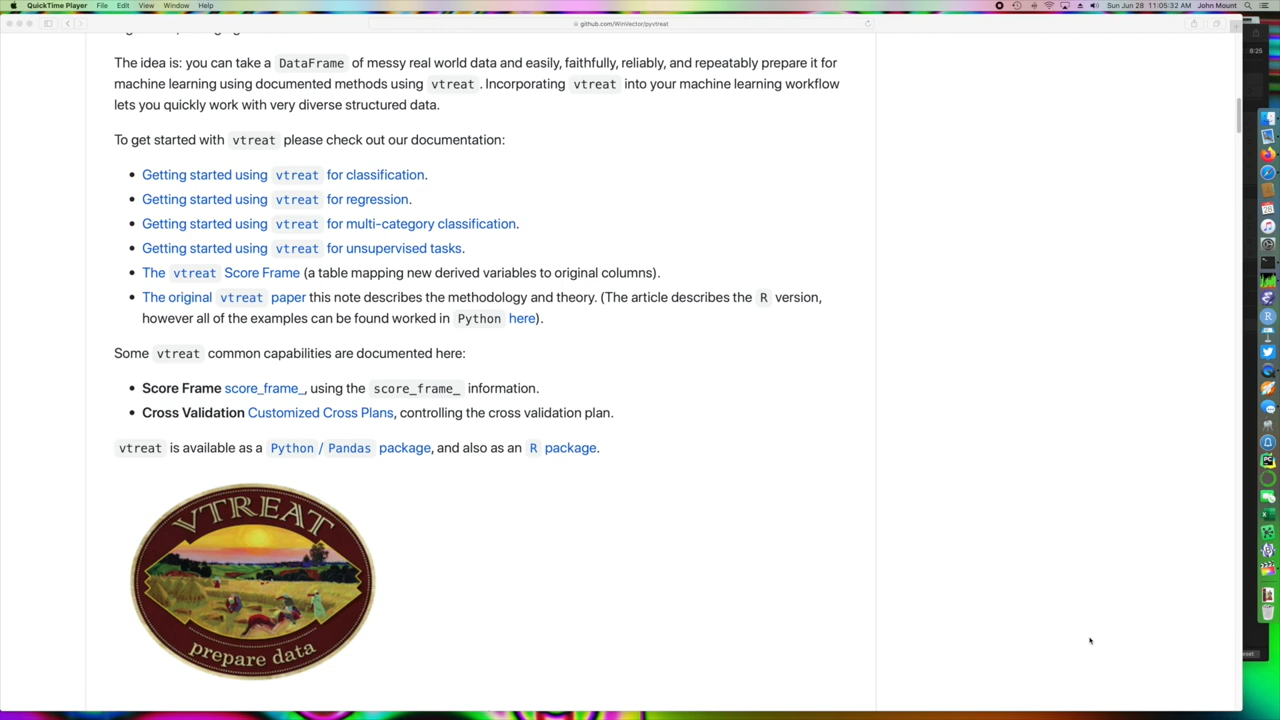 QuickTime Player File Edit View Window Help
Sun Jun 28 11:05:32 John Mount
github.com/WinVector/pyvtreat
8:25
The idea is: you can take a DataFrame of messy real world data and easily, faithfully, reliably, and repeatably prepare it for
machine learning using documented methods using vtreat . Incorporating vtreat into your machine learning workflow
lets you quickly work with very diverse structured data.
To get started with vtreat please check out our documentation:
• Getting started using vtreat for classification.
• Getting started using vtreat for regression.
• Getting started using vtreat for multi-category classification.
• Getting started using vtreat for unsupervised tasks.
• The vtreat Score Frame (a table mapping new derived variables to original columns).
• The original vtreat paper this note describes the methodology and theory. (The article describes the R version,
however all of the examples can be found worked in Python here).
Some vtreat common capabilities are documented here:
• Score Frame score_frame_, using the score_frame_ information.
• Cross Validation Customized Cross Plans, controlling the cross validation plan.
vtreat is available as a Python / Pandas package, and also as an R package.
VTREAT
prepare data